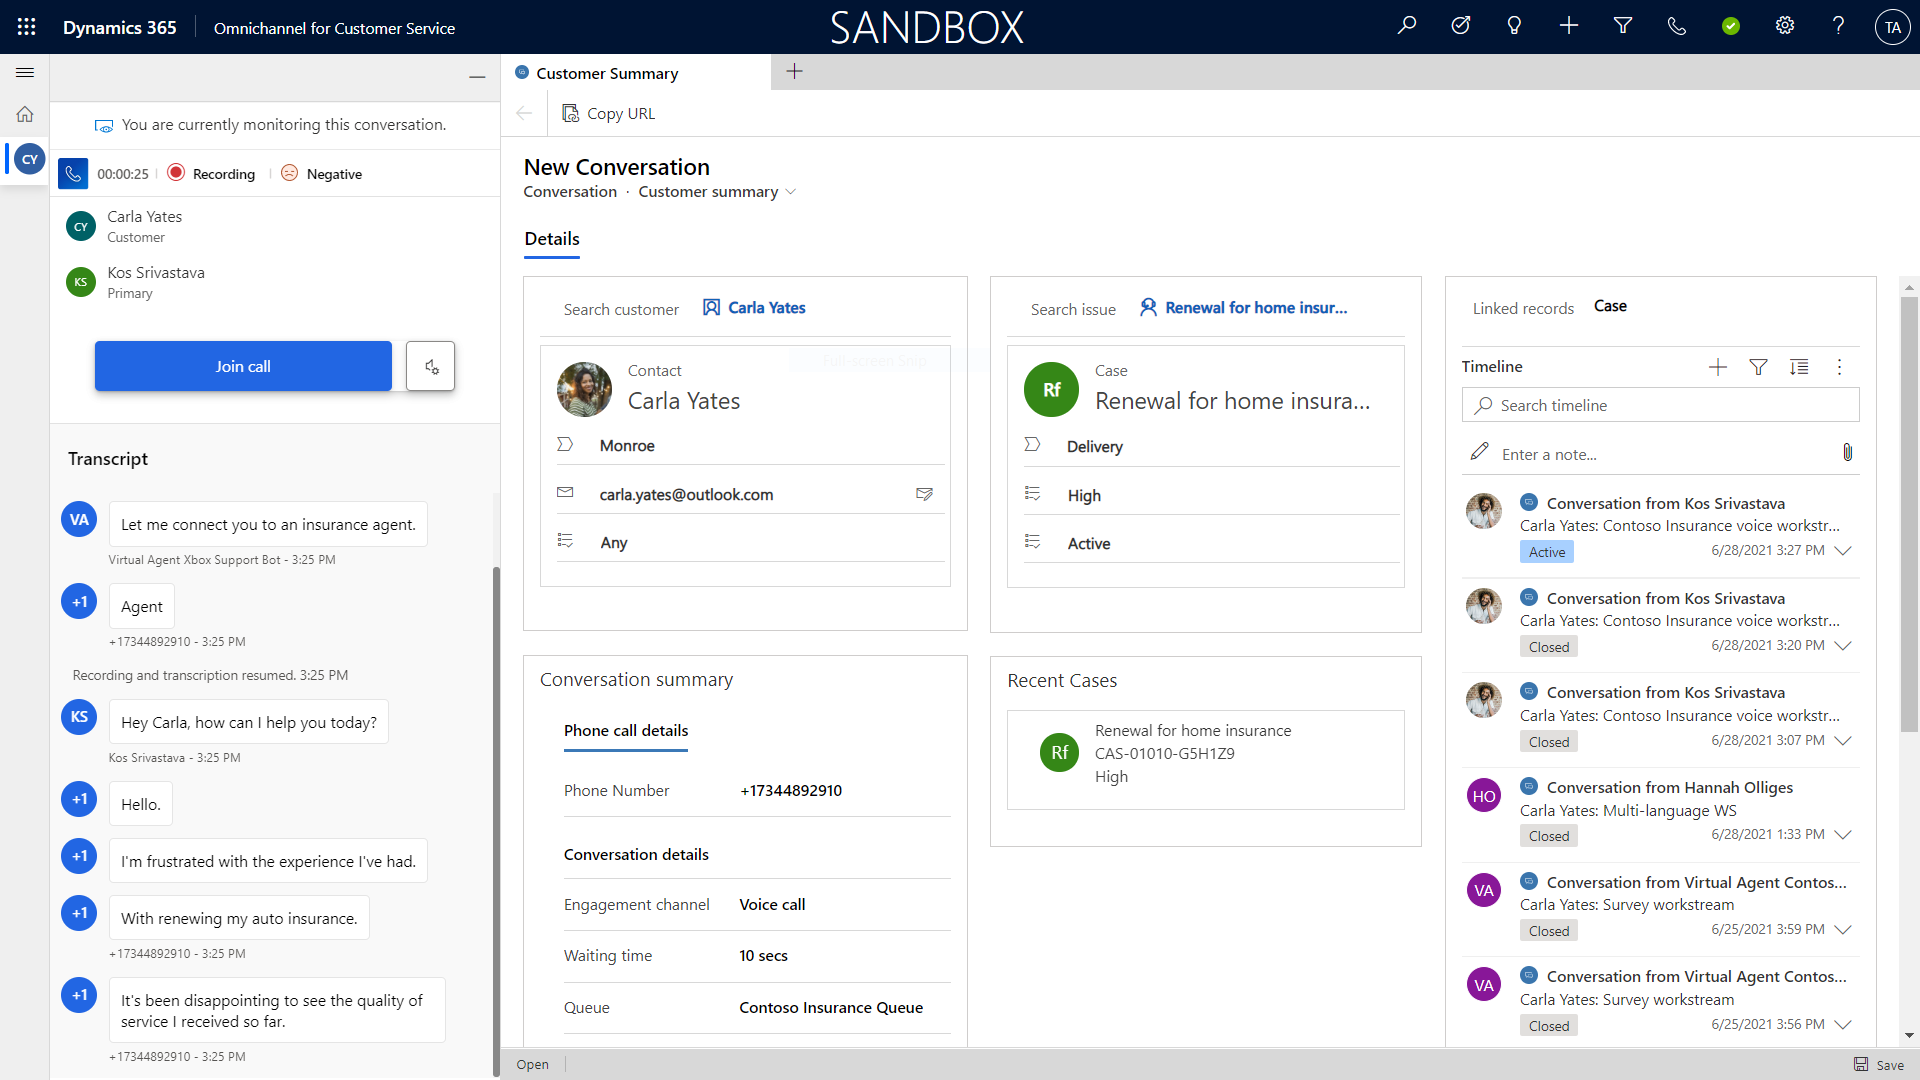 Dynamics 365
Omnichannel for Customer Service
SANDBOX
TA
CY
You are currently monitoring this conversation.
00:00:25
Recording
Negative
CY
Carla Yates
Customer
KS
Kos Srivastava
Primary
Join call
Transcript
VA
Let me connect you to an insurance agent.
Virtual Agent Xbox Support Bot - 3:25 PM
+1
Agent
+17344892910 - 3:25 PM
Recording and transcription resumed. 3:25 PM
KS
Hey Carla, how can I help you today?
Kos Srivastava - 3:25 PM
+1
Hello.
+1
I'm frustrated with the experience I've had.
+1
With renewing my auto insurance.
+17344892910 - 3:25 PM
+1
It's been disappointing to see the quality of
service I received so far.
+17344892910 - 3:25 PM
Customer Summary
Copy URL
New Conversation
Conversation · Customer summary
Details
Search customer
Carla Yates
Full-screen Snip
Contact
Carla Yates
Monroe
carla.yates@outlook.com
Any
Search issue
Renewal for home insur...
Rf
Case
Renewal for home insura...
Delivery
High
Active
Conversation summary
Phone call details
Phone Number
+17344892910
Conversation details
Engagement channel
Voice call
Waiting time
10 secs
Queue
Contoso Insurance Queue
Recent Cases
Rf
Renewal for home insurance
CAS-01010-G5H1Z9
High
Linked records
Case
Timeline
Search timeline
Enter a note...
Conversation from Kos Srivastava
Carla Yates: Contoso Insurance voice workstr...
Active
6/28/2021 3:27 PM
Conversation from Kos Srivastava
Carla Yates: Contoso Insurance voice workstr...
Closed
6/28/2021 3:20 PM
Conversation from Kos Srivastava
Carla Yates: Contoso Insurance voice workstr...
Closed
6/28/2021 3:07 PM
HO
Conversation from Hannah Olliges
Carla Yates: Multi-language WS
Closed
6/28/2021 1:33 PM
VA
Conversation from Virtual Agent Contos...
Carla Yates: Survey workstream
Closed
6/25/2021 3:59 PM
VA
Conversation from Virtual Agent Contos...
Carla Yates: Survey workstream
Closed
6/25/2021 3:56 PM
Open
Save